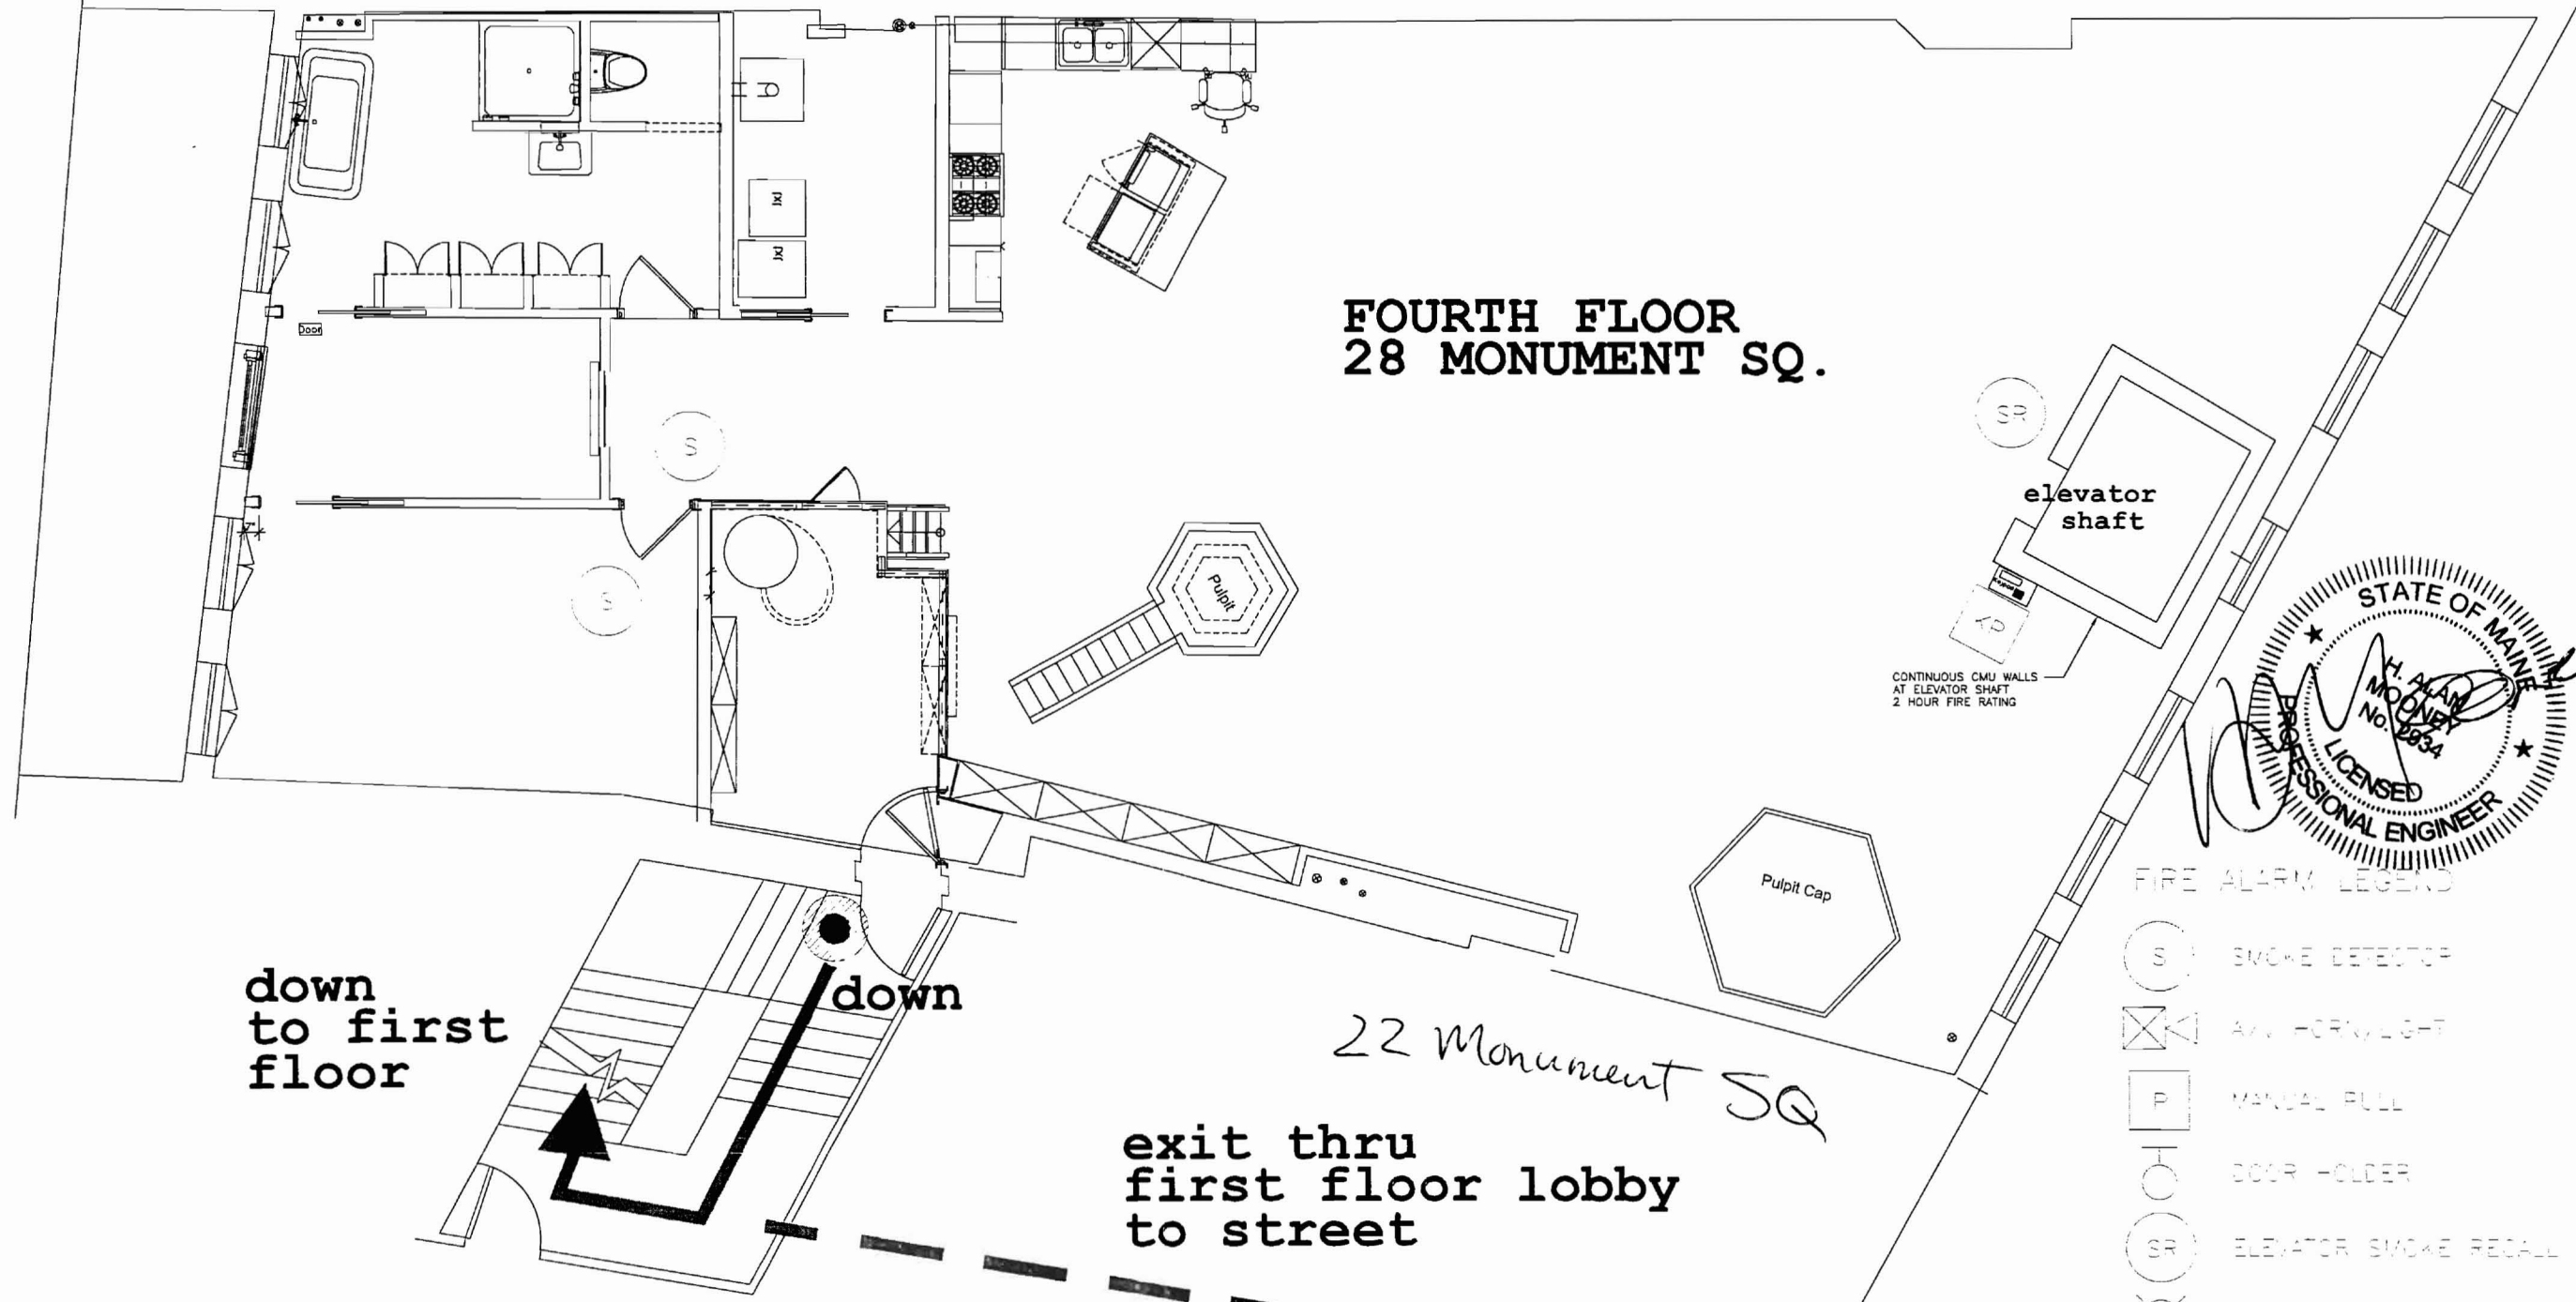 FOURTH FLOOR
28 MONUMENT SQ.
Door
S
S
SR
elevator
shaft
Pulpit
CONTINUOUS CMU WALLS
AT ELEVATOR SHAFT
2 HOUR FIRE RATING
STATE OF MAINE
H. ALAN
MOONEY
No. 2934
LICENSED
PROFESSIONAL ENGINEER
Pulpit Cap
FIRE ALARM LEGEND
S SMOKE DETECTOR
A/V HORN/LIGHT
P MANUAL PULL
DOOR HOLDER
SR ELEVATOR SMOKE RECALL
down
down
to first
floor
22 Monument SQ
exit thru
first floor lobby
to street